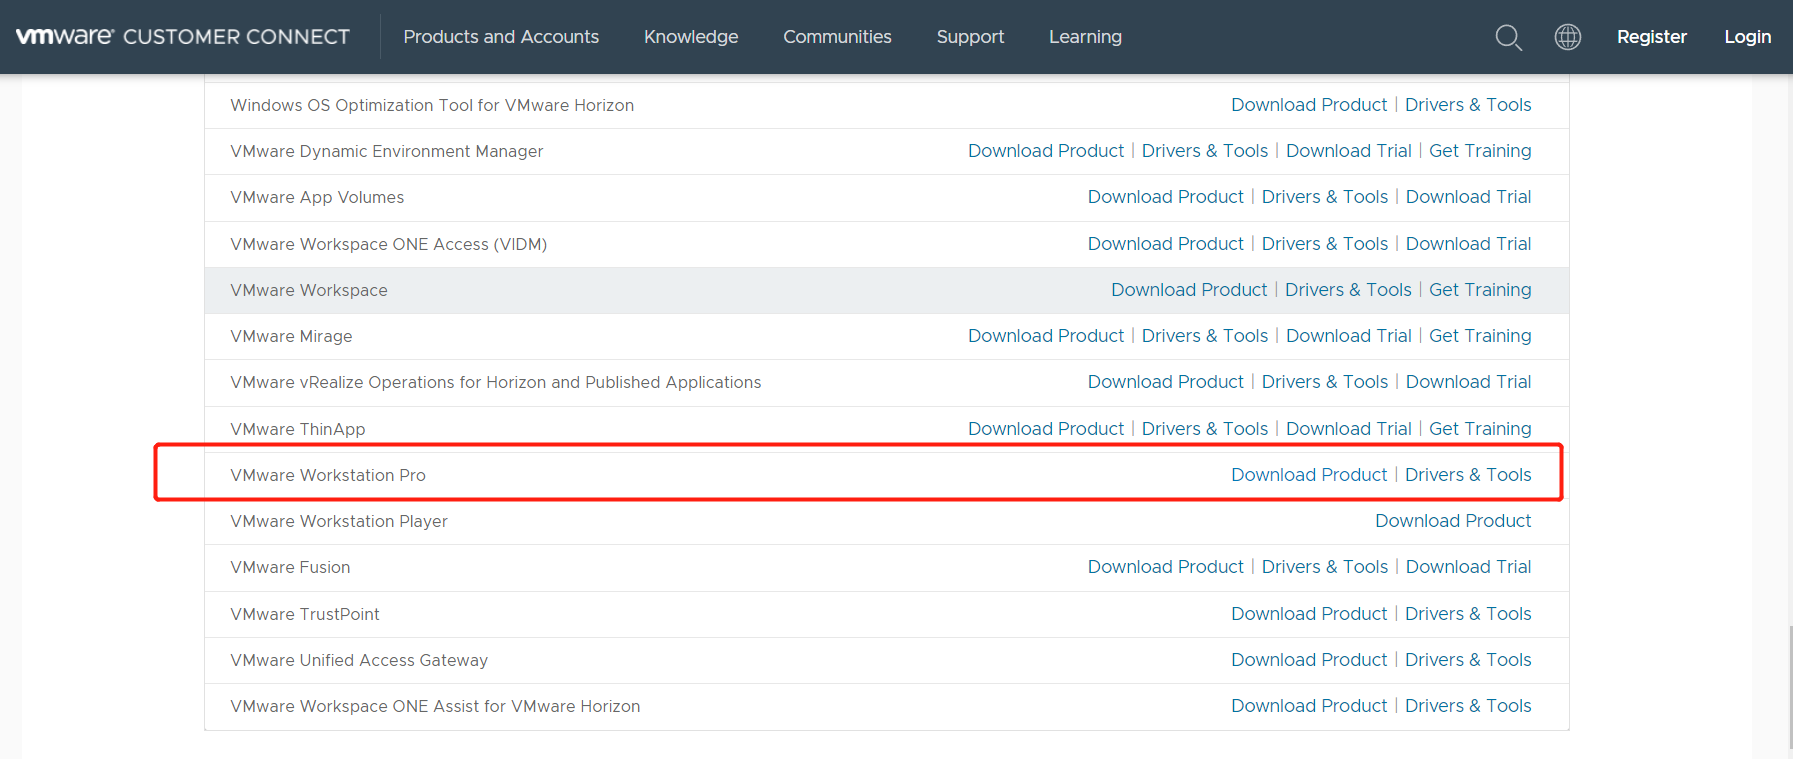 vmware® CUSTOMER CONNECT Products and Accounts Knowledge Communities Support Learning Register Login
Windows OS Optimization Tool for VMware Horizon Download Product | Drivers & Tools
VMware Dynamic Environment Manager Download Product | Drivers & Tools | Download Trial | Get Training
VMware App Volumes Download Product | Drivers & Tools | Download Trial
VMware Workspace ONE Access (VIDM) Download Product | Drivers & Tools | Download Trial
VMware Workspace Download Product | Drivers & Tools | Get Training
VMware Mirage Download Product | Drivers & Tools | Download Trial | Get Training
VMware vRealize Operations for Horizon and Published Applications Download Product | Drivers & Tools | Download Trial
VMware ThinApp Download Product | Drivers & Tools | Download Trial | Get Training
VMware Workstation Pro Download Product | Drivers & Tools
VMware Workstation Player Download Product
VMware Fusion Download Product | Drivers & Tools | Download Trial
VMware TrustPoint Download Product | Drivers & Tools
VMware Unified Access Gateway Download Product | Drivers & Tools
VMware Workspace ONE Assist for VMware Horizon Download Product | Drivers & Tools